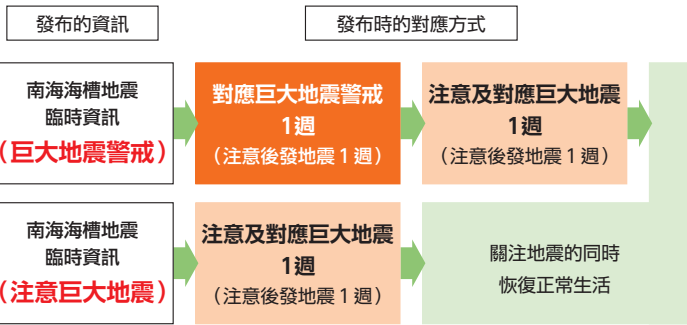 發布的資訊
發布時的對應方式
南海海槽地震
臨時資訊
（巨大地震警戒）
對應巨大地震警戒
1週
（注意後發地震 1 週）
注意及對應巨大地震
1週
（注意後發地震 1 週）
南海海槽地震
臨時資訊
（注意巨大地震）
注意及對應巨大地震
1週
（注意後發地震 1 週）
關注地震的同時
恢復正常生活